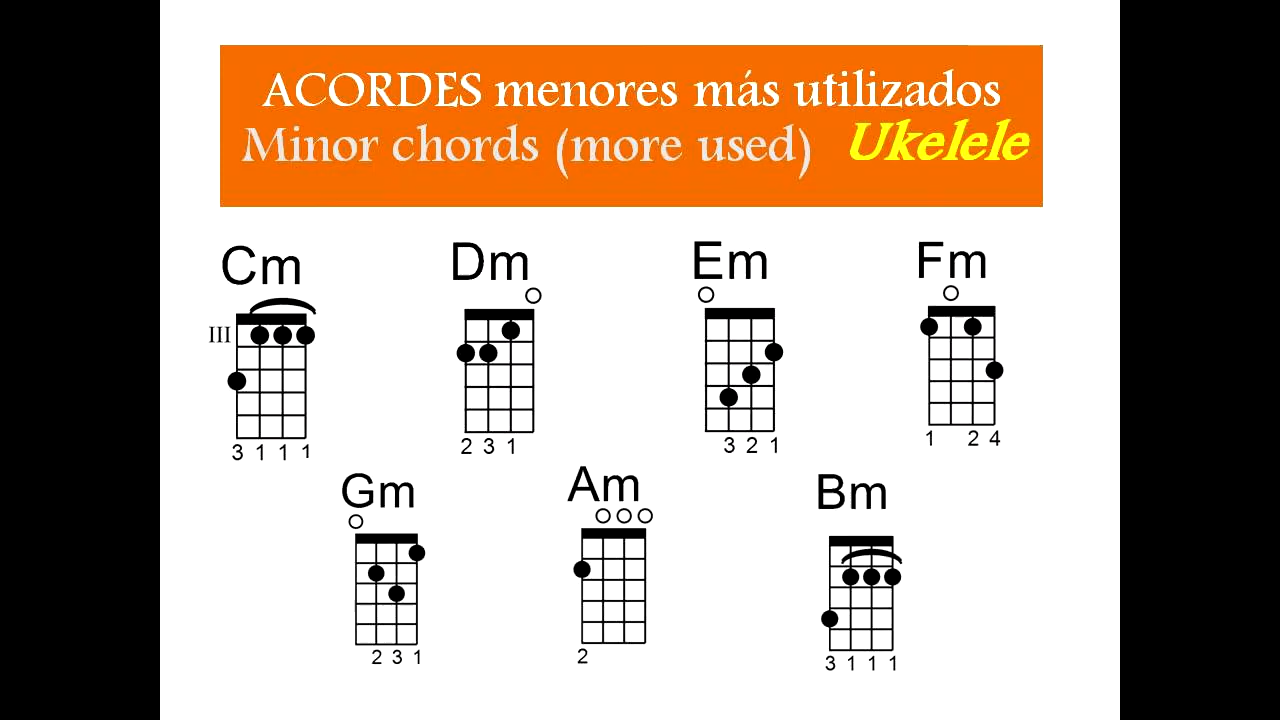 ACORDES menores más utilizados
Minor chords (more used) Ukelele
Cm Dm Em Fm
III
3 1 1 1 2 3 1 3 2 1 1 2 4
Gm Am Bm
2 3 1 2 3 1 1 1